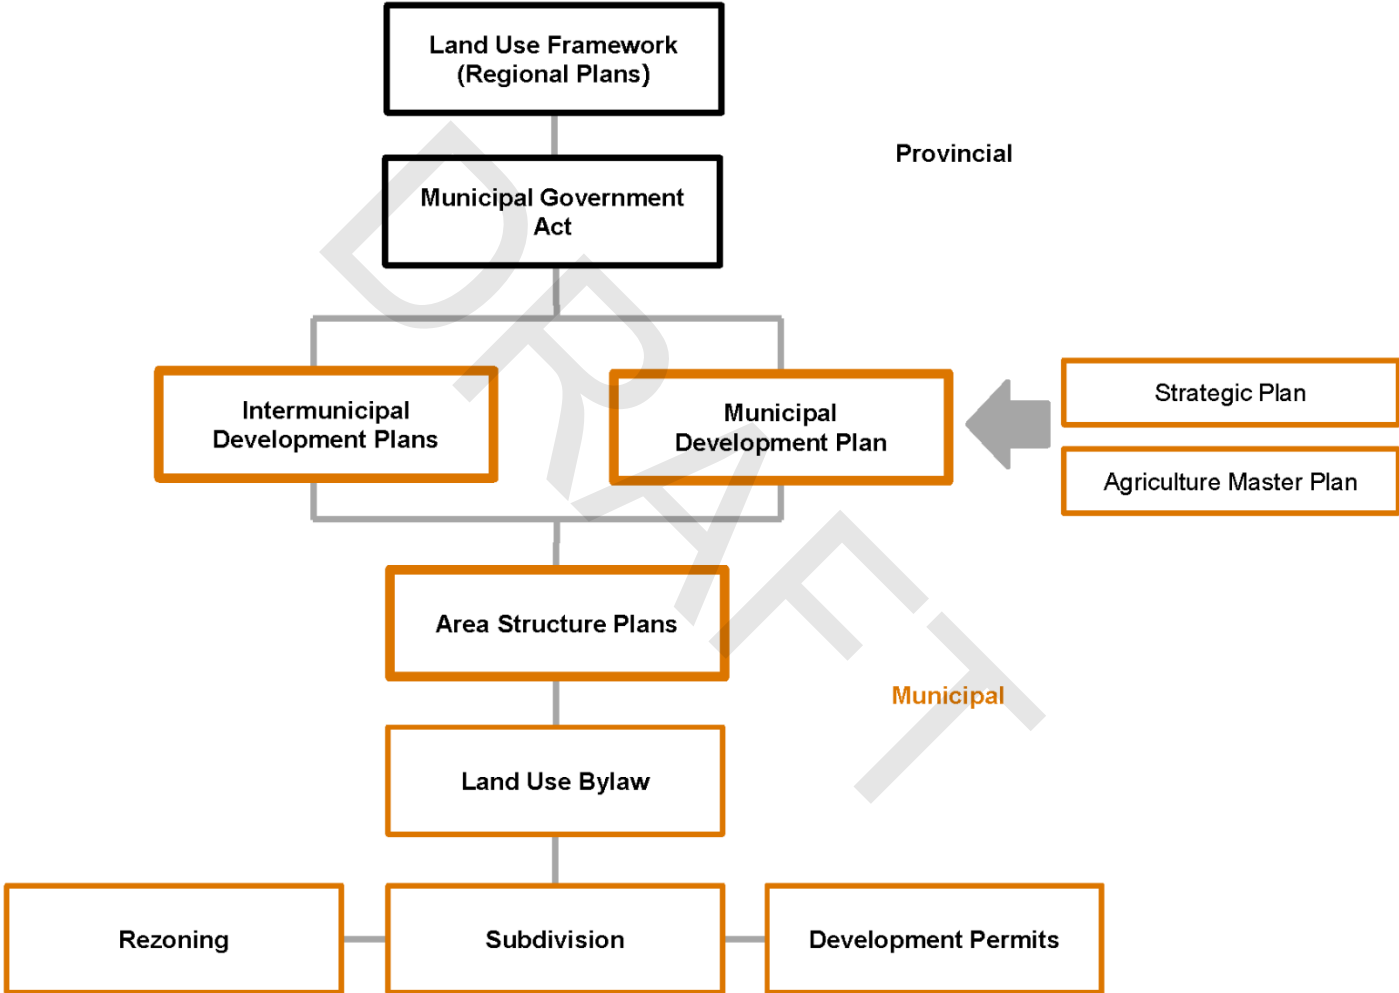 Land Use Framework
(Regional Plans)
Provincial
Municipal Government
Act
Intermunicipal
Development Plans
Municipal
Development Plan
Strategic Plan
Agriculture Master Plan
Area Structure Plans
Municipal
Land Use Bylaw
Rezoning
Subdivision
Development Permits
DRAFT